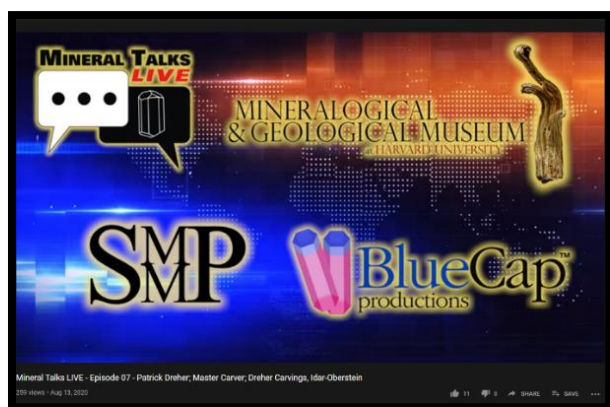 MINERAL TALKS
LIVE
MINERALOGICAL
& GEOLOGICAL MUSEUM
at HARVARD UNIVERSITY
SMMP
BlueCap™
productions
Mineral Talks LIVE - Episode 07 - Patrick Dreher; Master Carver; Dreher Carvings, Idar-Oberstein
259 views • Aug 13, 2020
11 0 SHARE SAVE ...